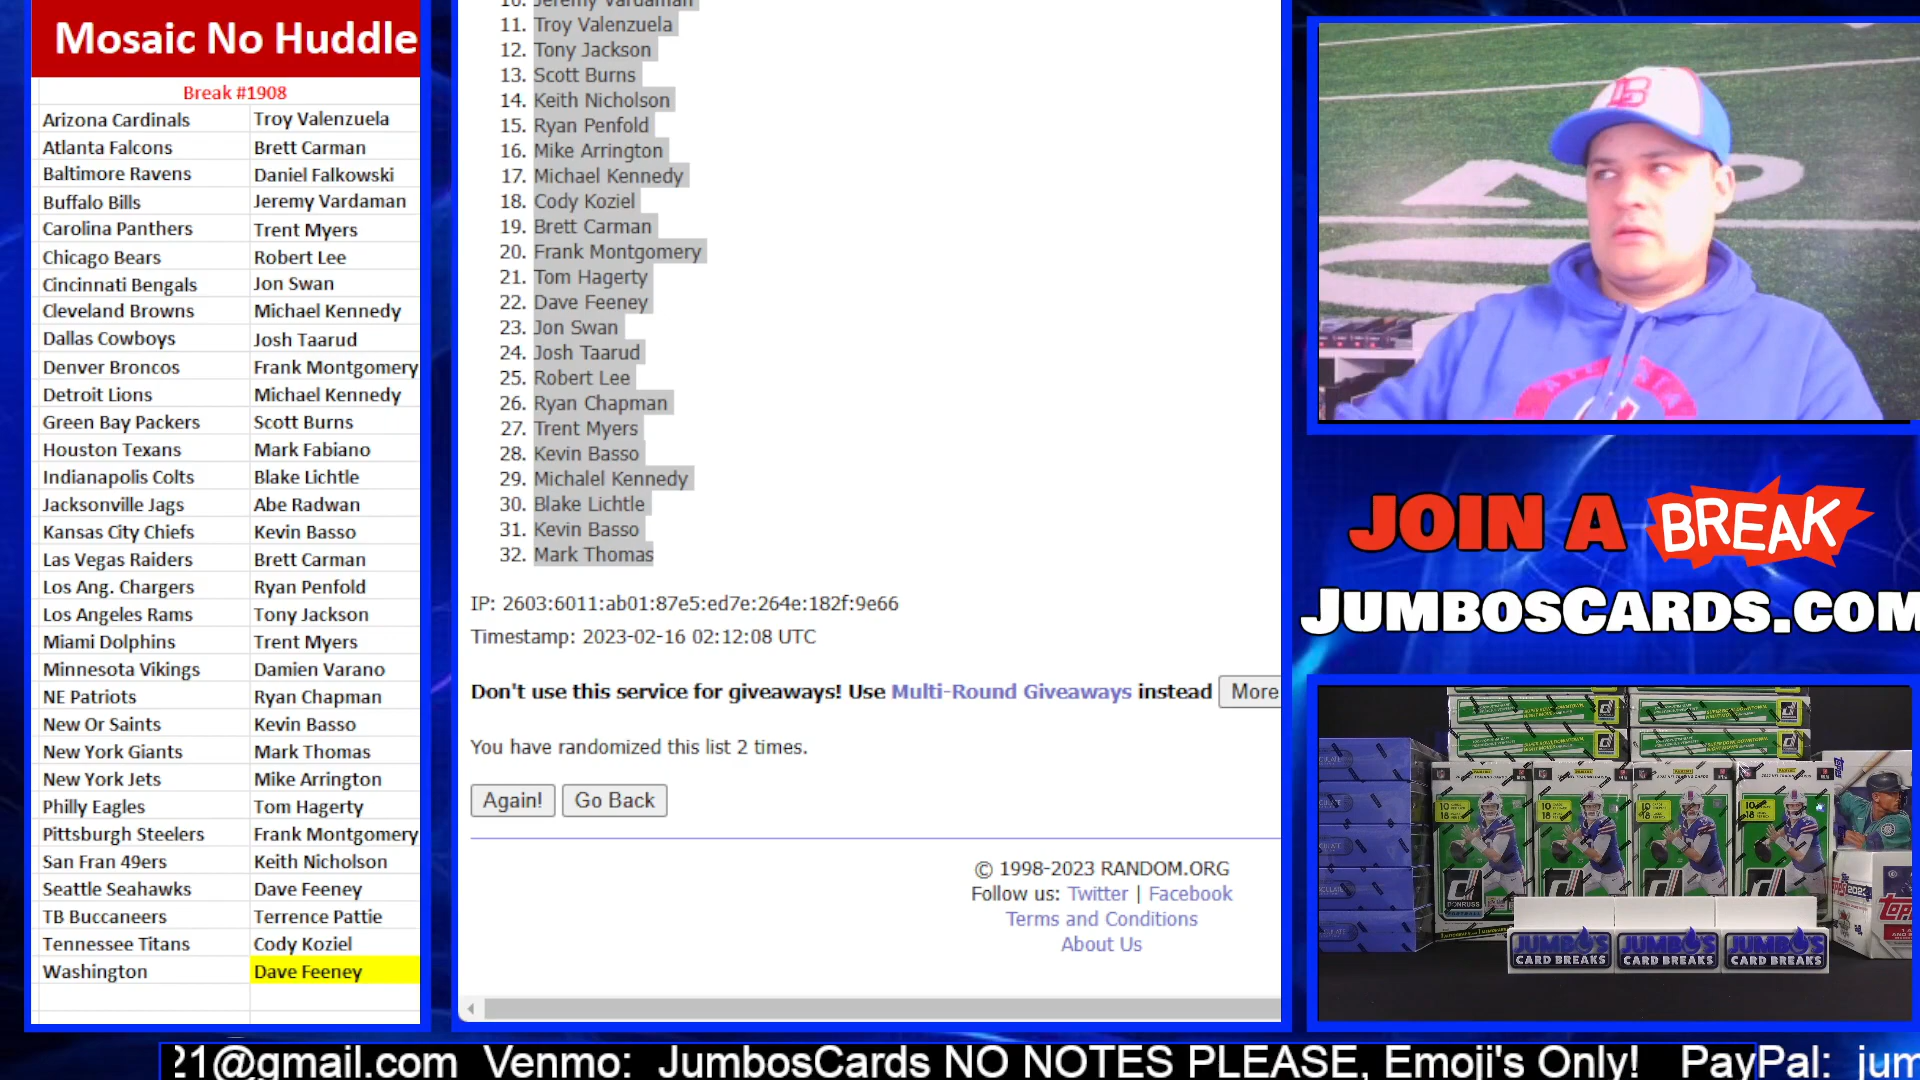 Mosaic No Huddle
Break #1908
Arizona Cardinals Troy Valenzuela
Atlanta Falcons Brett Carman
Baltimore Ravens Daniel Falkowski
Buffalo Bills Jeremy Vardaman
Carolina Panthers Trent Myers
Chicago Bears Robert Lee
Cincinnati Bengals Jon Swan
Cleveland Browns Michael Kennedy
Dallas Cowboys Josh Taarud
Denver Broncos Frank Montgomery
Detroit Lions Michael Kennedy
Green Bay Packers Scott Burns
Houston Texans Mark Fabiano
Indianapolis Colts Blake Lichtle
Jacksonville Jags Abe Radwan
Kansas City Chiefs Kevin Basso
Las Vegas Raiders Brett Carman
Los Ang. Chargers Ryan Penfold
Los Angeles Rams Tony Jackson
Miami Dolphins Trent Myers
Minnesota Vikings Damien Varano
NE Patriots Ryan Chapman
New Or Saints Kevin Basso
New York Giants Mark Thomas
New York Jets Mike Arrington
Philly Eagles Tom Hagerty
Pittsburgh Steelers Frank Montgomery
San Fran 49ers Keith Nicholson
Seattle Seahawks Dave Feeney
TB Buccaneers Terrence Pattie
Tennessee Titans Cody Koziel
Washington Dave Feeney
10. Jeremy Vardaman
11. Troy Valenzuela
12. Tony Jackson
13. Scott Burns
14. Keith Nicholson
15. Ryan Penfold
16. Mike Arrington
17. Michael Kennedy
18. Cody Koziel
19. Brett Carman
20. Frank Montgomery
21. Tom Hagerty
22. Dave Feeney
23. Jon Swan
24. Josh Taarud
25. Robert Lee
26. Ryan Chapman
27. Trent Myers
28. Kevin Basso
29. Michalel Kennedy
30. Blake Lichtle
31. Kevin Basso
32. Mark Thomas
IP: 2603:6011:ab01:87e5:ed7e:264e:182f:9e66
Timestamp: 2023-02-16 02:12:08 UTC
Don't use this service for giveaways! Use Multi-Round Giveaways instead More
You have randomized this list 2 times.
Again! Go Back
© 1998-2023 RANDOM.ORG
Follow us: Twitter | Facebook
Terms and Conditions
About Us
JOIN A BREAK
JUMBOSCARDS.COM
DONRUSS
JUMBO'S CARD BREAKS
JUMBO'S CARD BREAKS
JUMBO'S CARD BREAKS
21@gmail.com Venmo: JumbosCards NO NOTES PLEASE, Emoji's Only! PayPal: jum